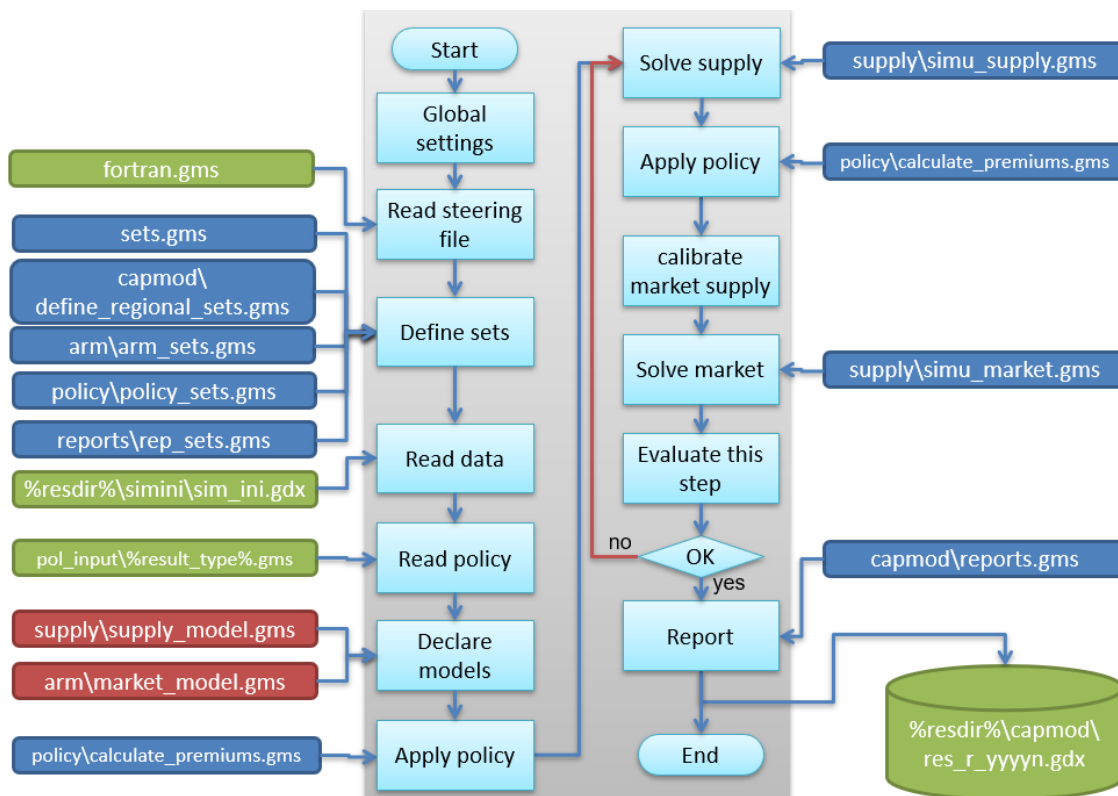 Start
Global
settings
fortran.gms
Read steering
file
sets.gms
capmod\
define_regional_sets.gms
arm\arm_sets.gms
policy\policy_sets.gms
reports\rep_sets.gms
Define sets
%resdir%\simini\sim_ini.gdx
Read data
pol_input\%result_type%.gms
Read policy
supply\supply_model.gms
arm\market_model.gms
Declare
models
policy\calculate_premiums.gms
Apply policy
Solve supply
supply\simu_supply.gms
Apply policy
policy\calculate_premiums.gms
calibrate
market supply
Solve market
supply\simu_market.gms
Evaluate this
step
no
OK
yes
capmod\reports.gms
Report
End
%resdir%\capmod\
res_r_yyyyn.gdx